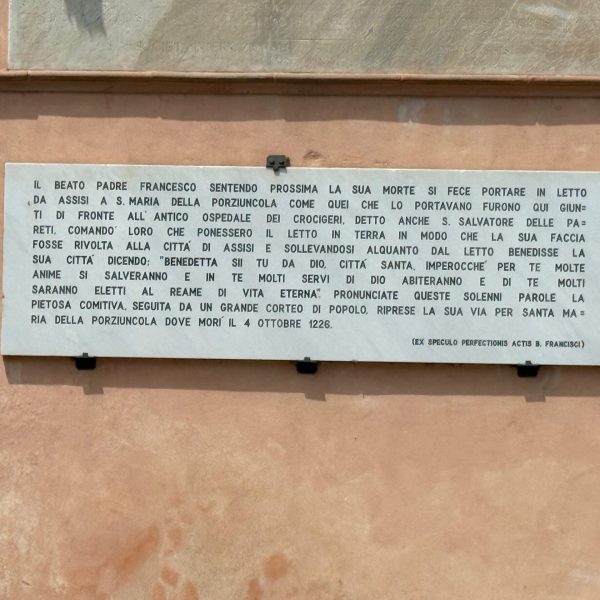 IL BEATO PADRE FRANCESCO SENTENDO PROSSIMA LA SUA MORTE SI FECE PORTARE IN LETTO
DA ASSISI A S. MARIA DELLA PORZIUNCOLA COME QUEI CHE LO PORTAVANO FURONO QUI GIUN=
TI DI FRONTE ALL' ANTICO OSPEDALE DEI CROCIGERI, DETTO ANCHE S. SALVATORE DELLE PA=
RETI, COMANDO' LORO CHE PONESSERO IL LETTO IN TERRA IN MODO CHE LA SUA FACCIA
FOSSE RIVOLTA ALLA CITTA' DI ASSISI E SOLLEVANDOSI ALQUANTO DAL LETTO BENEDISSE LA
SUA CITTA' DICENDO: "BENEDETTA SII TU DA DIO, CITTA' SANTA, IMPEROCCHE' PER TE MOLTE
ANIME SI SALVERANNO E IN TE MOLTI SERVI DI DIO ABITERANNO E DI TE MOLTI
SARANNO ELETTI AL REAME DI VITA ETERNA". PRONUNCIATE QUESTE SOLENNI PAROLE LA
PIETOSA COMITIVA, SEGUITA DA UN GRANDE CORTEO DI POPOLO, RIPRESE LA SUA VIA PER SANTA MA=
RIA DELLA PORZIUNCOLA DOVE MORI' IL 4 OTTOBRE 1226.
(EX SPECULO PERFECTIONIS ACTIS B. FRANCISCI)